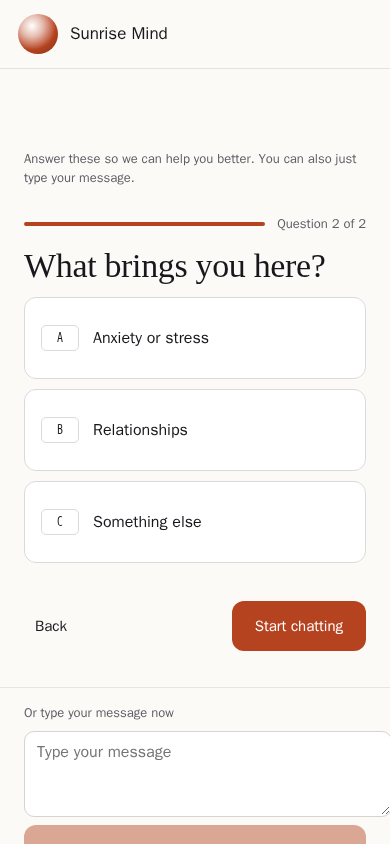 Sunrise Mind
Answer these so we can help you better. You can also just
type your message.
Question 2 of 2
What brings you here?
A Anxiety or stress
B Relationships
C Something else
Back
Start chatting
Or type your message now
Type your message